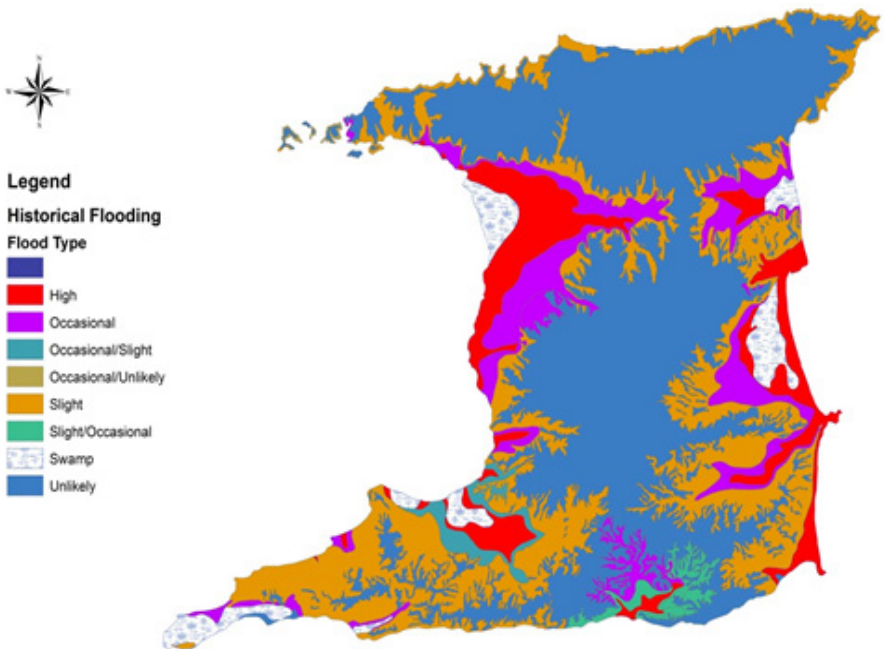 N
W E
Legend
Historical Flooding
Flood Type
High
Occasional
Occasional/Slight
Occasional/Unlikely
Slight
Slight/Occasional
Swamp
Unlikely